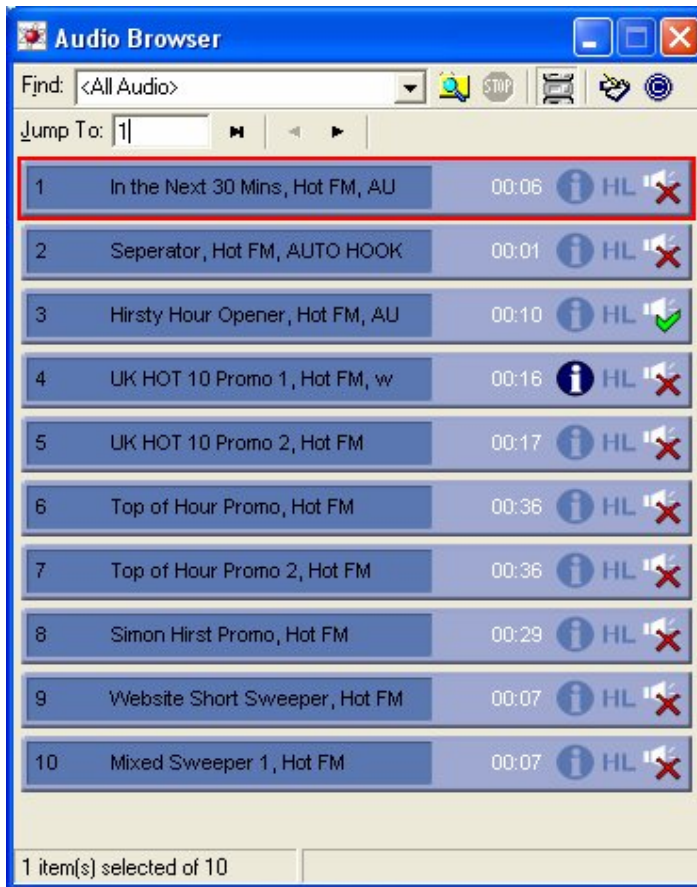 Audio Browser
Find: <All Audio> STOP
Jump To: 1
1 In the Next 30 Mins, Hot FM, AU 00:06 i HL
2 Seperator, Hot FM, AUTO HOOK 00:01 i HL
3 Hirsty Hour Opener, Hot FM, AU 00:10 i HL
4 UK HOT 10 Promo 1, Hot FM, w 00:16 i HL
5 UK HOT 10 Promo 2, Hot FM 00:17 i HL
6 Top of Hour Promo, Hot FM 00:36 i HL
7 Top of Hour Promo 2, Hot FM 00:36 i HL
8 Simon Hirst Promo, Hot FM 00:29 i HL
9 Website Short Sweeper, Hot FM 00:07 i HL
10 Mixed Sweeper 1, Hot FM 00:07 i HL
1 item(s) selected of 10